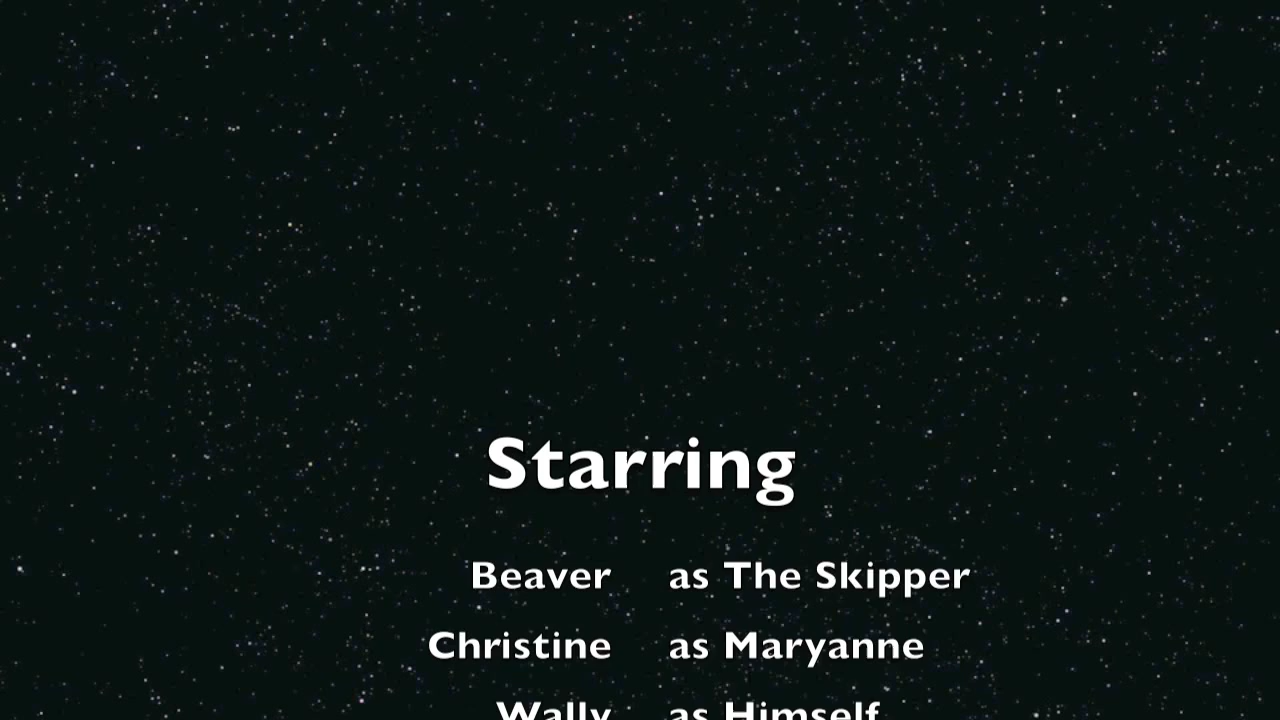 Starring
Beaver as The Skipper
Christine as Maryanne
Wally as Himself